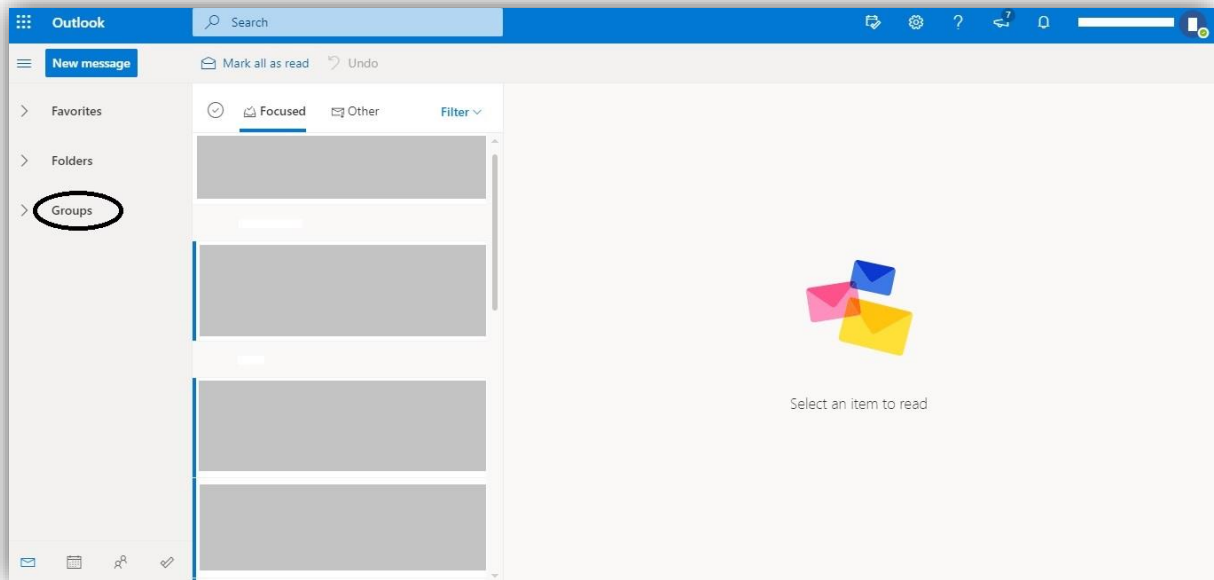 Outlook
Search
7
New message
Mark all as read
Undo
Favorites
Focused
Other
Filter
Folders
Groups
Select an item to read